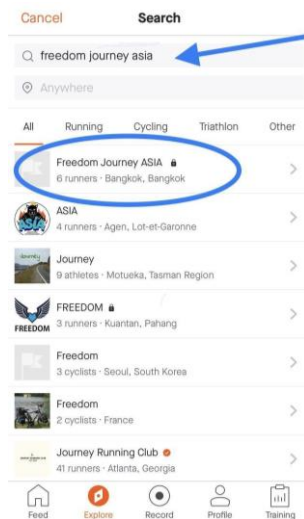 Cancel Search
freedom journey asia
Anywhere
All Running Cycling Triathlon Other
Freedom Journey ASIA
6 runners · Bangkok, Bangkok
ASIA
ASIA
4 runners · Agen, Lot-et-Garonne
Journey
9 athletes · Motueka, Tasman Region
FREEDOM
FREEDOM
3 runners · Kuantan, Pahang
Freedom
3 cyclists · Seoul, South Korea
Freedom
2 cyclists · France
Journey Running Club
41 runners · Atlanta, Georgia
Feed Explore Record Profile Training